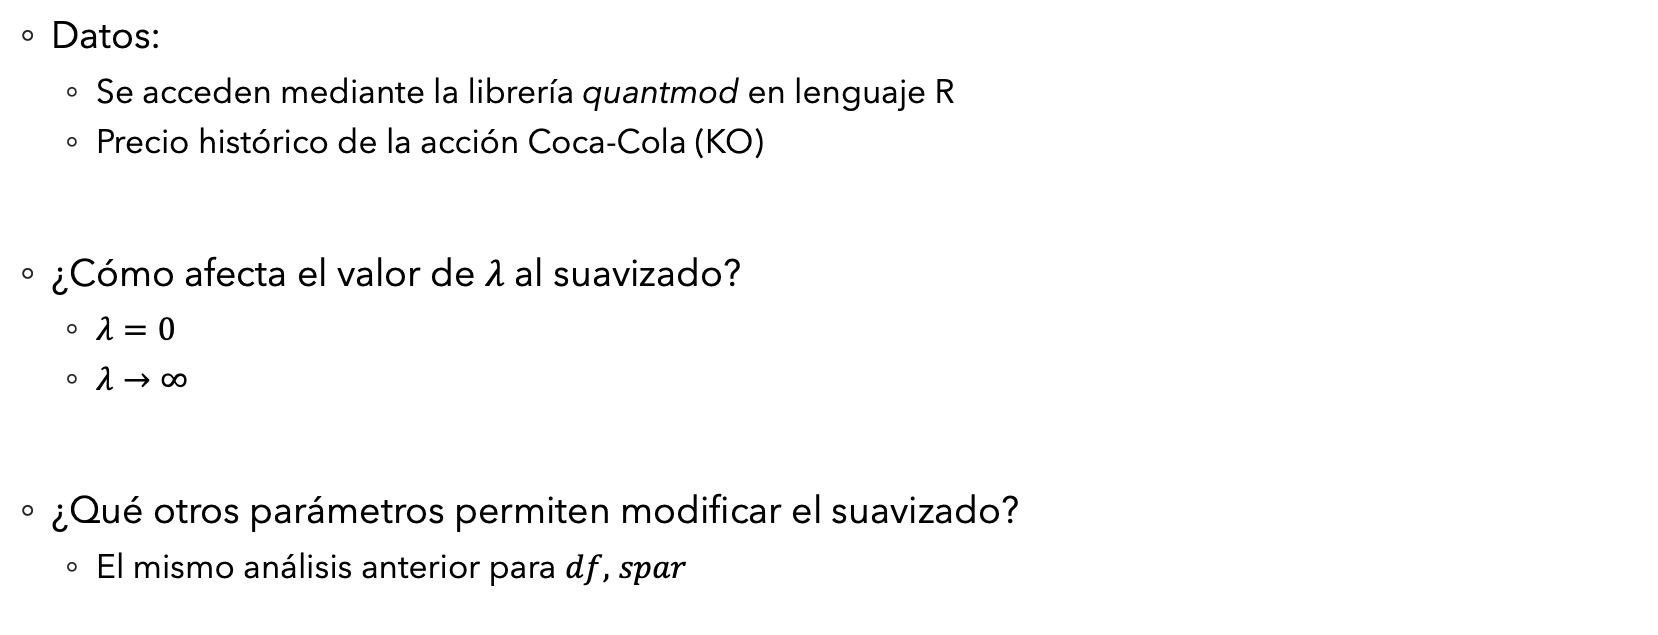 ◦ Datos:
◦ Se acceden mediante la librería quantmod en lenguaje R
◦ Precio histórico de la acción Coca-Cola (KO)
◦ ¿Cómo afecta el valor de λ al suavizado?
◦ λ = 0
◦ λ → ∞
◦ ¿Qué otros parámetros permiten modificar el suavizado?
◦ El mismo análisis anterior para df, spar